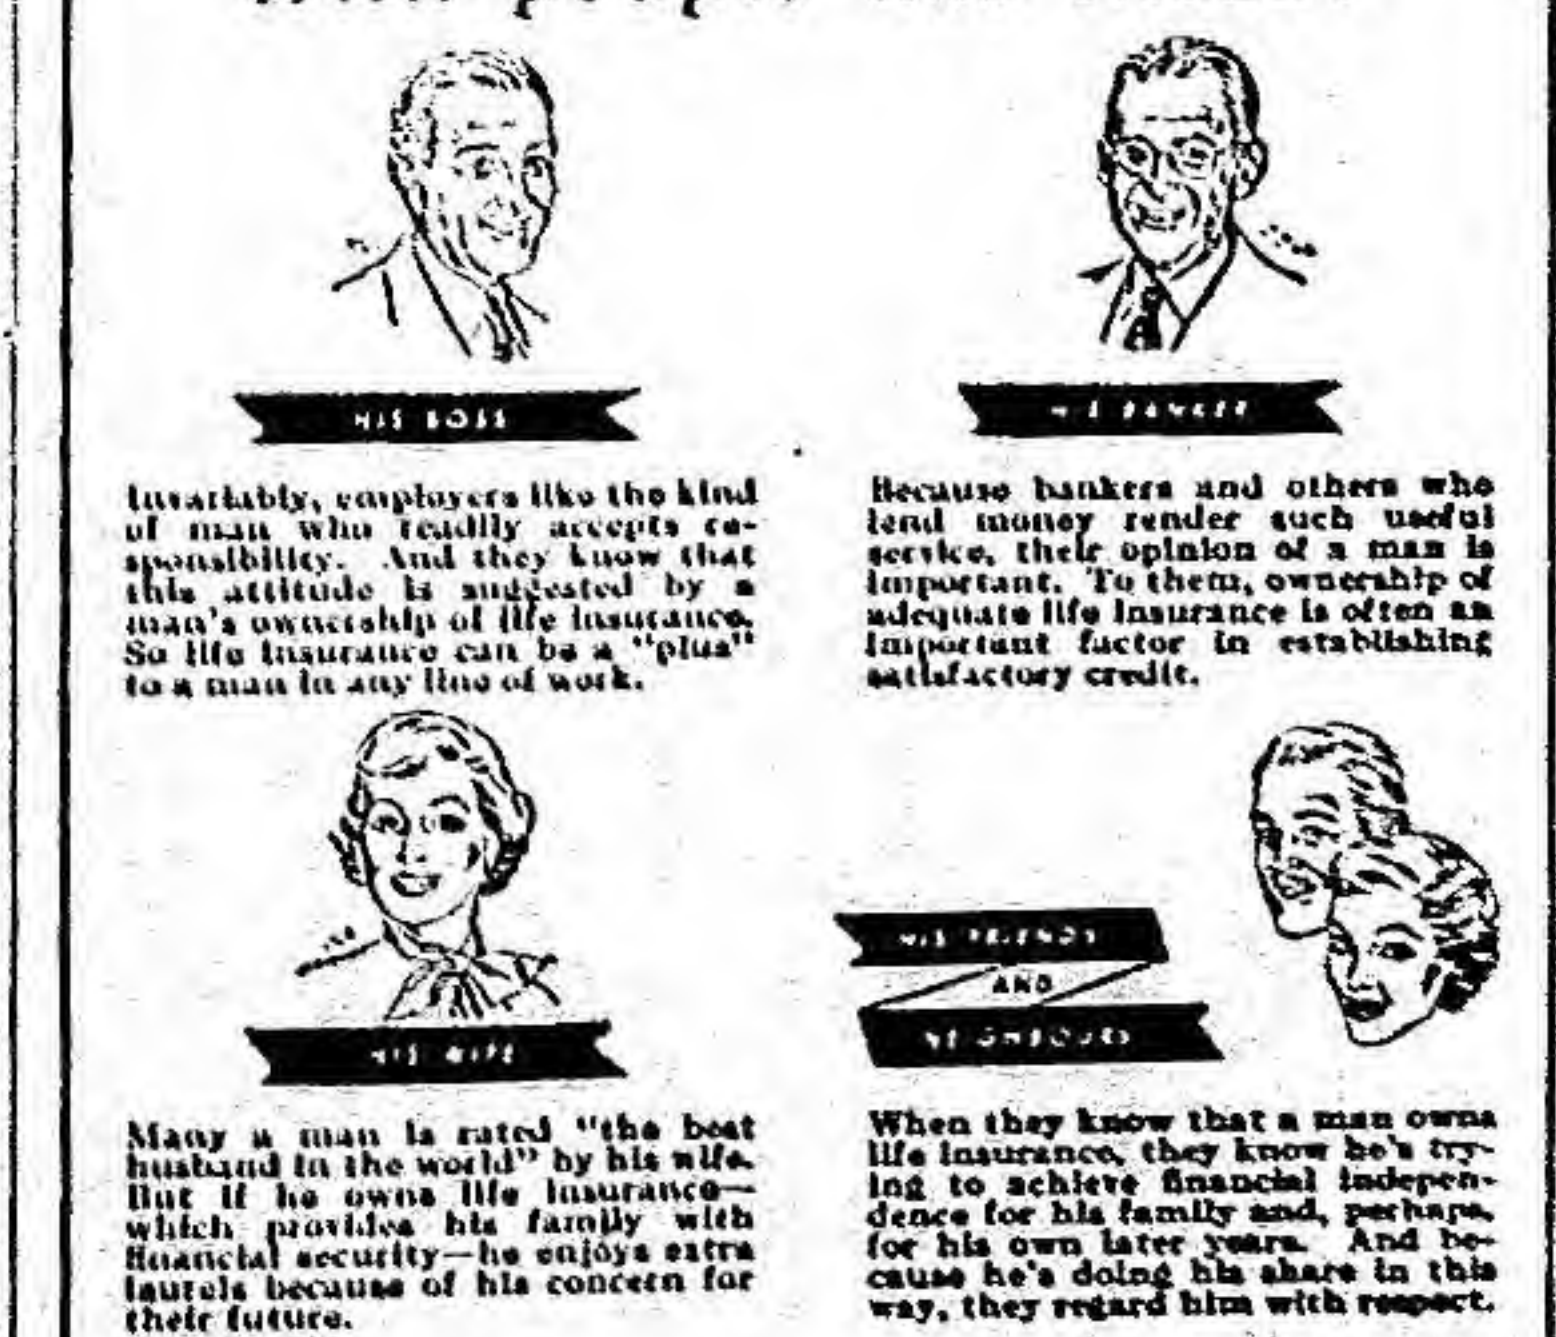 HIS BOSS
Invariably, employers like the kind
of man who readily accepts re-
sponsibility. And they know that
this attitude is suggested by a
man's ownership of life insurance.
So life insurance can be a "plus"
to a man in any line of work.
HIS BANKER
Because bankers and others who
lend money render such useful
service, their opinion of a man is
important. To them, ownership of
adequate life insurance is often an
important factor in establishing
satisfactory credit.
HIS WIFE
Many a man is rated "the best
husband in the world" by his wife.
But if he owns life insurance—
which provides his family with
financial security—he enjoys extra
laurels because of his concern for
their future.
HIS FRIENDS
AND
NEIGHBOURS
When they know that a man owns
life insurance, they know he's try-
ing to achieve financial indepen-
dence for his family and, perhaps,
for his own later years. And be-
cause he's doing his share in this
way, they regard him with respect.